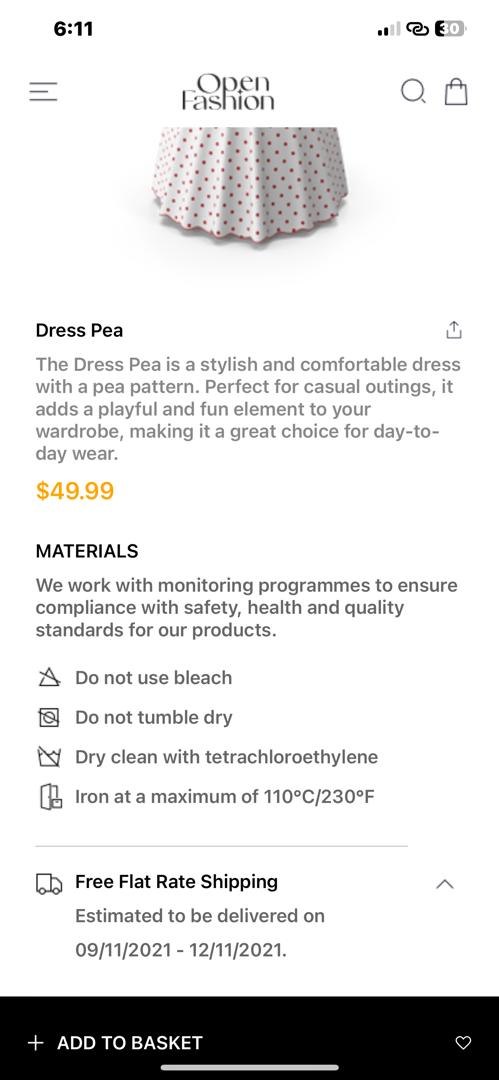 6:11
30
Open
Fashion
Dress Pea
The Dress Pea is a stylish and comfortable dress
with a pea pattern. Perfect for casual outings, it
adds a playful and fun element to your
wardrobe, making it a great choice for day-to-
day wear.
$49.99
MATERIALS
We work with monitoring programmes to ensure
compliance with safety, health and quality
standards for our products.
Do not use bleach
Do not tumble dry
Dry clean with tetrachloroethylene
Iron at a maximum of 110°C/230°F
Free Flat Rate Shipping
Estimated to be delivered on
09/11/2021 - 12/11/2021.
+ ADD TO BASKET